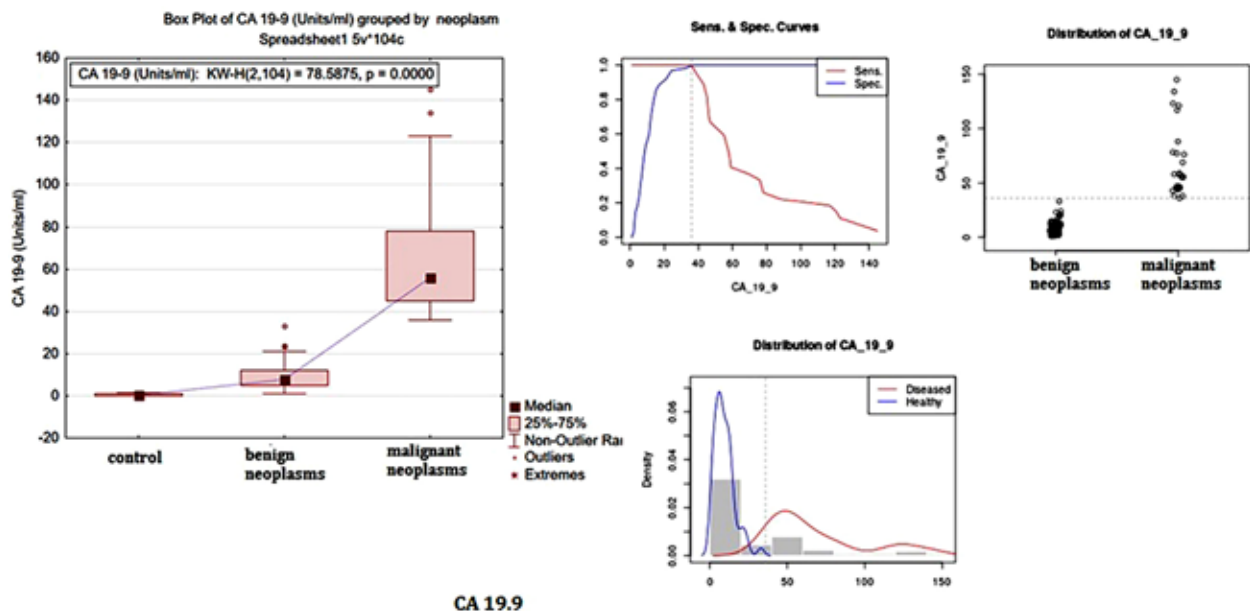 Box Plot of CA 19-9 (Units/ml) grouped by neoplasm
Spreadsheet1 5v*104c
CA 19-9 (Units/ml): KW-H(2,104) = 78.5875, p = 0.0000
CA 19-9 (Units/ml)
160
140
120
100
80
60
40
20
0
-20
control
benign
neoplasms
malignant
neoplasms
Median
25%-75%
Non-Outlier Rar
Outliers
Extremes
Sens. & Spec. Curves
Sens.
Spec.
1.0
0.8
0.6
0.4
0.2
0.0
0
20
40
60
80
100
120
140
CA_19_9
Distribution of CA_19_9
CA_19_9
150
100
50
0
benign
neoplasms
malignant
neoplasms
Distribution of CA_19_9
Diseased
Healthy
Density
0.06
0.04
0.02
0.00
0
50
100
150
CA 19.9